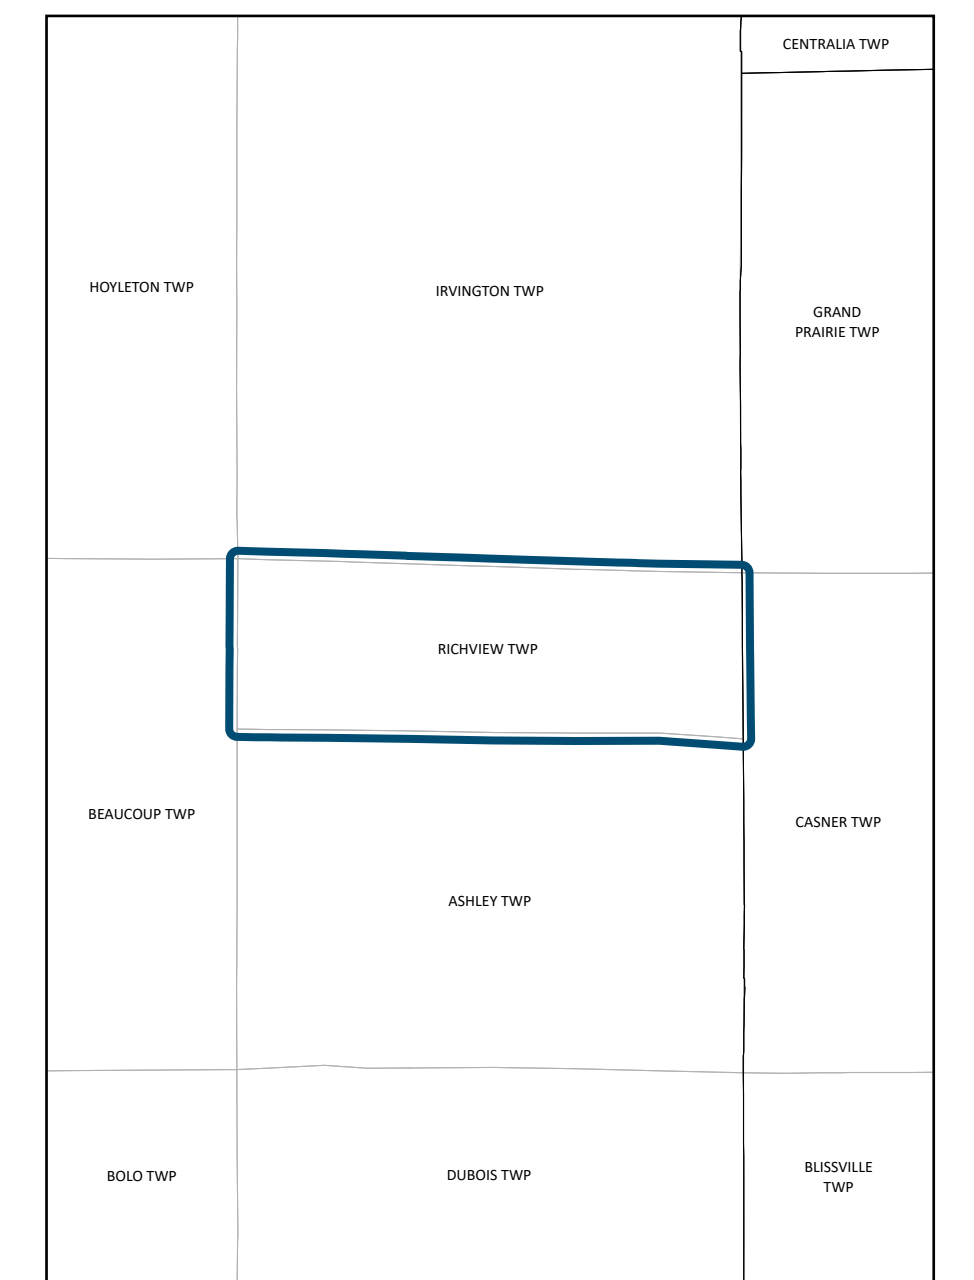 CENTRALIA TWP
HOYLETON TWP
IRVINGTON TWP
GRAND
PRAIRIE TWP
RICHVIEW TWP
BEAUCOUP TWP
CASNER TWP
ASHLEY TWP
BOLO TWP
DUBOIS TWP
BLISSVILLE
TWP